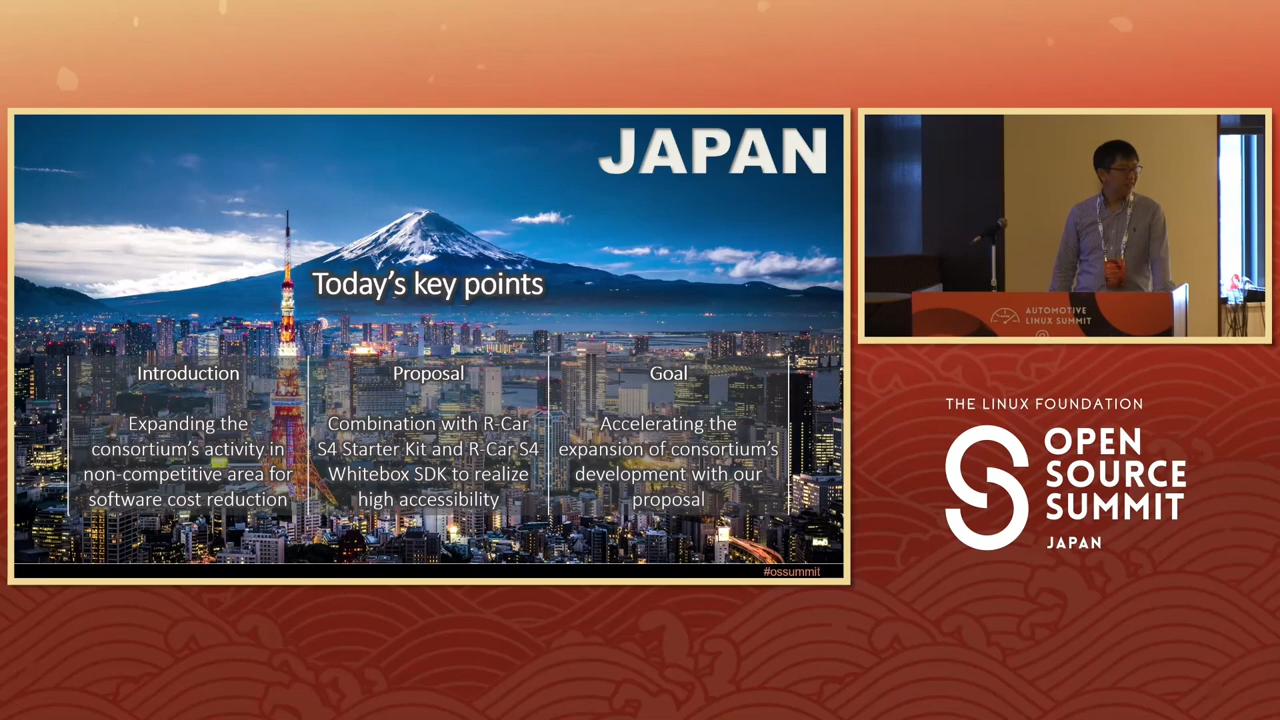 JAPAN
Today's key points
Introduction
Expanding the
consortium's activity in
non-competitive area for
software cost reduction
Proposal
Combination with R-Car
S4 Starter Kit and R-Car S4
Whitebox SDK to realize
high accessibility
Goal
Accelerating the
expansion of consortium's
development with our
proposal
#ossummit
AUTOMOTIVE
LINUX SUMMIT
THE LINUX FOUNDATION
OPEN
SOURCE
SUMMIT
JAPAN